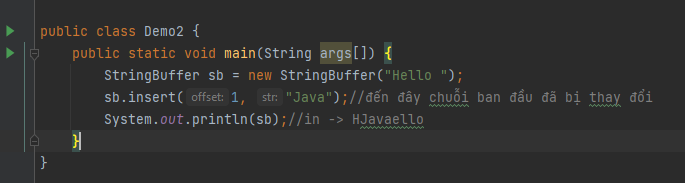 public class Demo2 {
public static void main(String args[]) {
StringBuffer sb = new StringBuffer("Hello ");
sb.insert( offset: 1, str: "Java");//đến đây chuỗi ban đầu đã bị thay đổi
System.out.println(sb);//in -> HJavaello
}
}